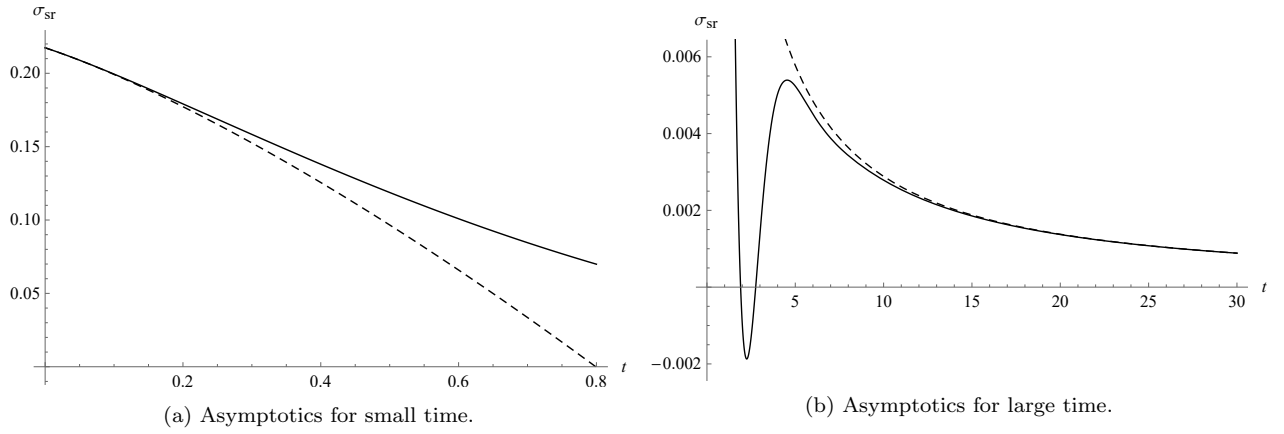 σsr
0.20
0.15
0.10
0.05
0.2 0.4 0.6 0.8 t
(a) Asymptotics for small time.
σsr
0.006
0.004
0.002
5 10 15 20 25 30 t
−0.002
(b) Asymptotics for large time.